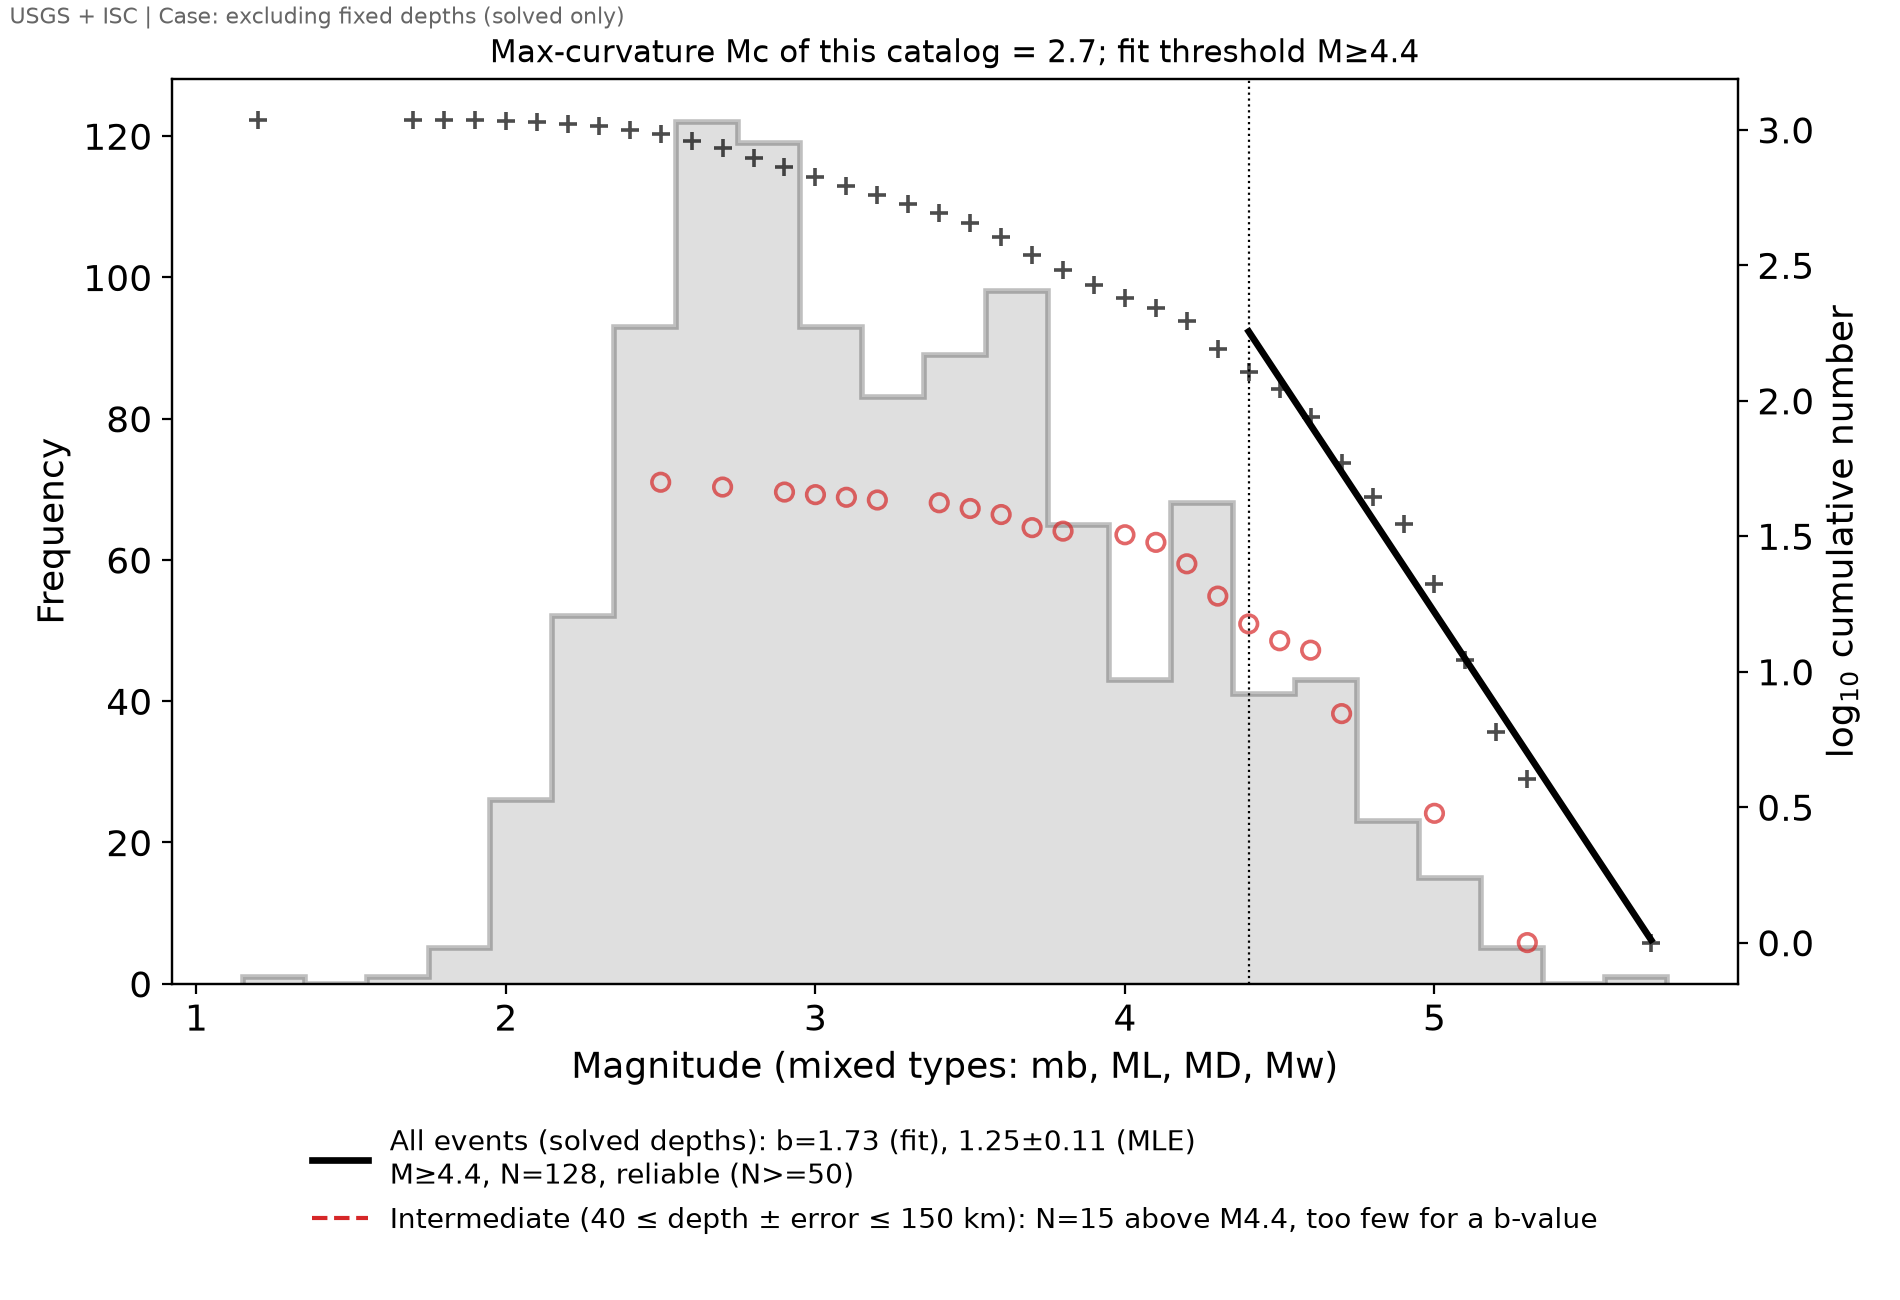 USGS + ISC | Case: excluding fixed depths (solved only)
Max-curvature Mc of this catalog = 2.7; fit threshold M≥4.4
120
100
80
60
40
20
0
Frequency
3.0
2.5
2.0
1.5
1.0
0.5
0.0
log₁₀ cumulative number
1 2 3 4 5
Magnitude (mixed types: mb, ML, MD, Mw)
All events (solved depths): b=1.73 (fit), 1.25±0.11 (MLE)
M≥4.4, N=128, reliable (N>=50)
Intermediate (40 ≤ depth ± error ≤ 150 km): N=15 above M4.4, too few for a b-value